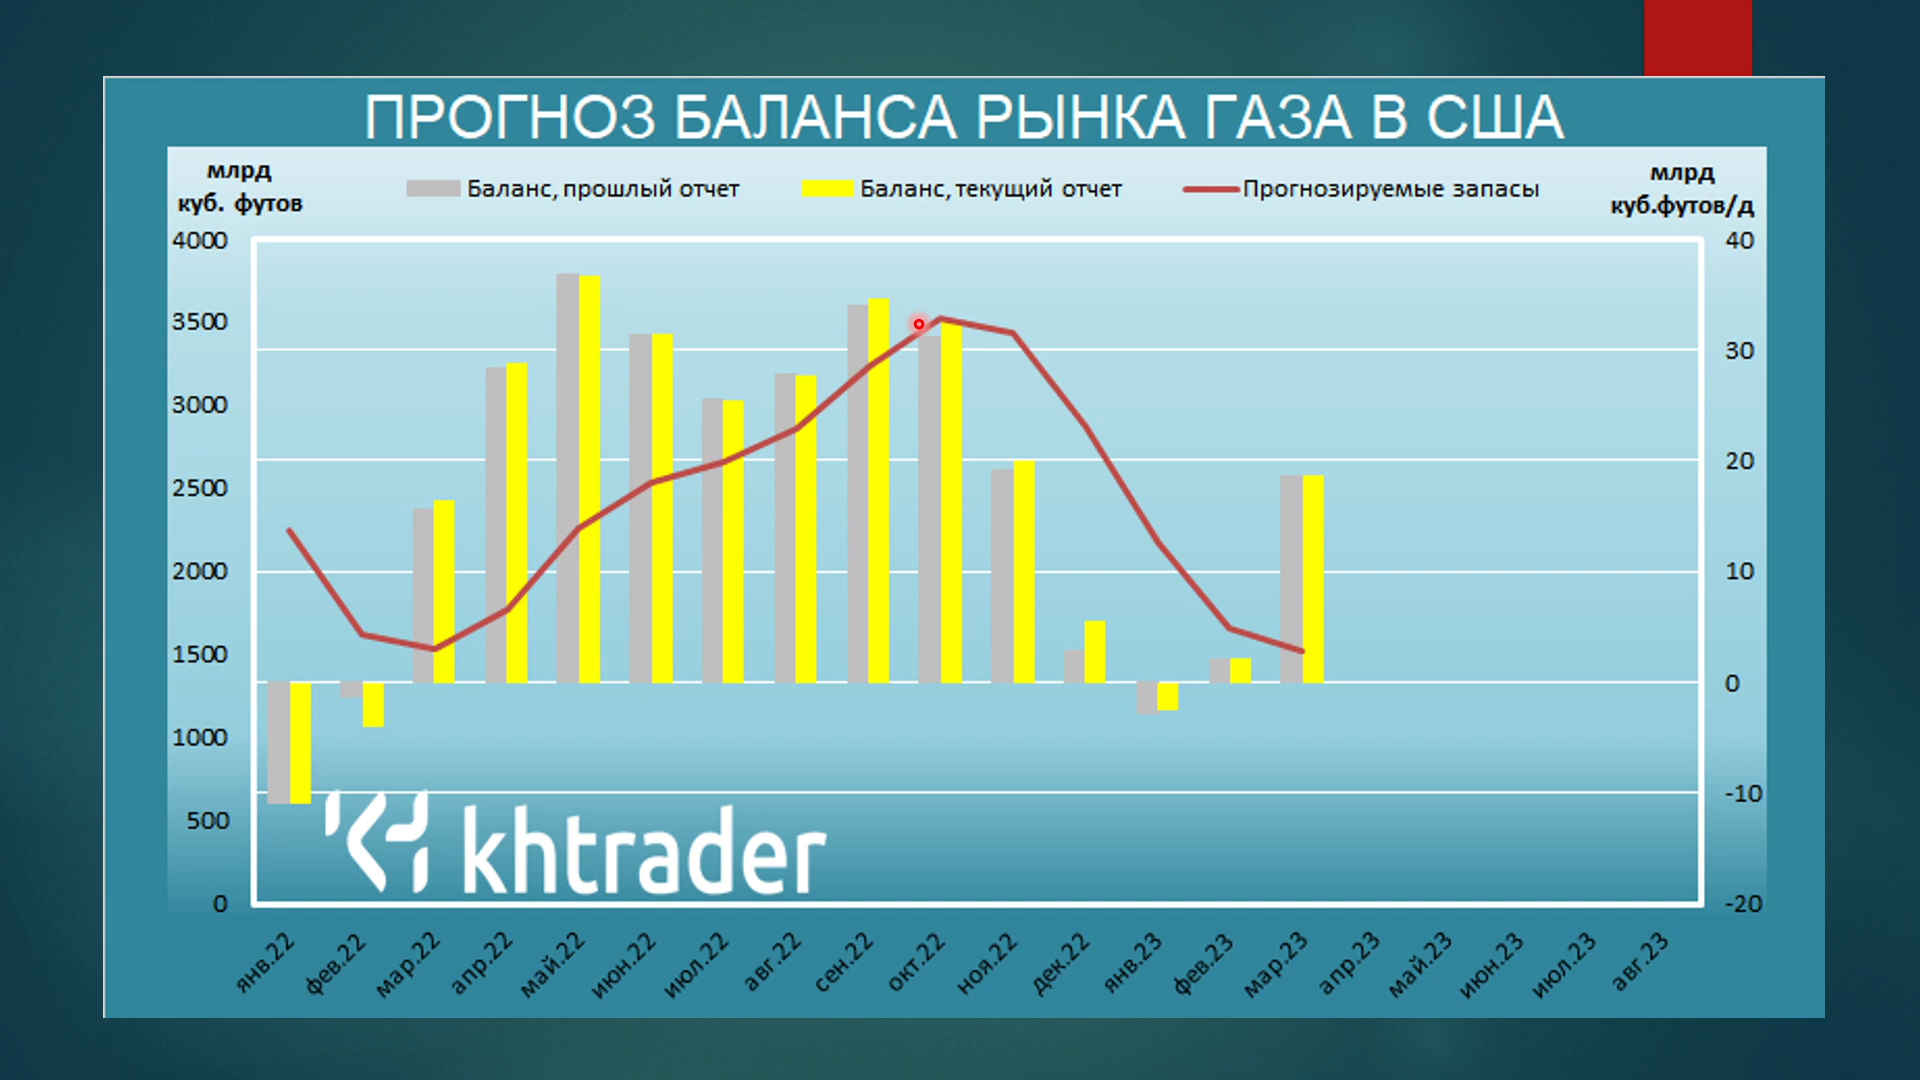 ПРОГНОЗ БАЛАНСА РЫНКА ГАЗА В США
млрд
куб. футов
Баланс, прошлый отчет
Баланс, текущий отчет
Прогнозируемые запасы
млрд
куб.футов/д
4000
3500
3000
2500
2000
1500
1000
500
0
40
30
20
10
0
-10
-20
khtrader
янв.22
фев.22
мар.22
апр.22
май.22
июн.22
июл.22
авг.22
сен.22
окт.22
ноя.22
дек.22
янв.23
фев.23
мар.23
апр.23
май.23
июн.23
июл.23
авг.23